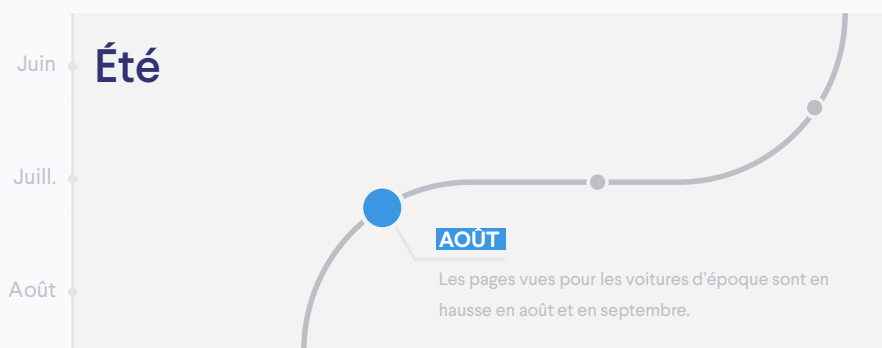 Juin
Été
Juill.
AOÛT
Les pages vues pour les voitures d'époque sont en
hausse en août et en septembre.
Août